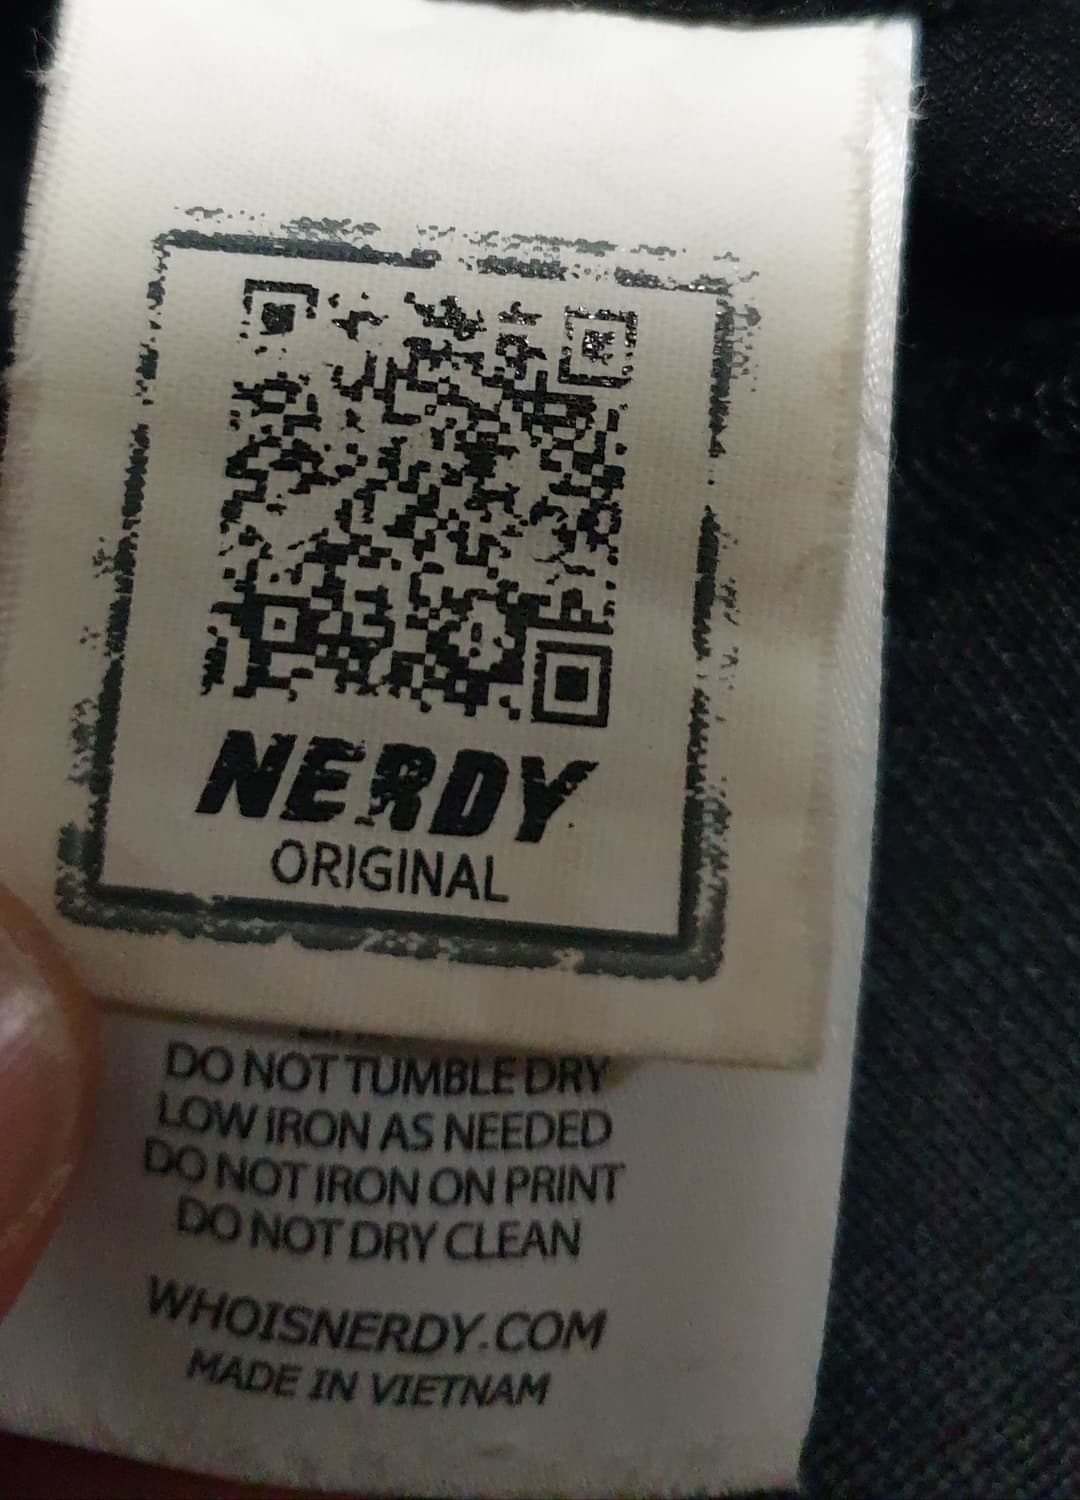 NERDY
ORIGINAL
DO NOT TUMBLE DRY
LOW IRON AS NEEDED
DO NOT IRON ON PRINT
DO NOT DRY CLEAN
WHOISNERDY.COM
MADE IN VIETNAM